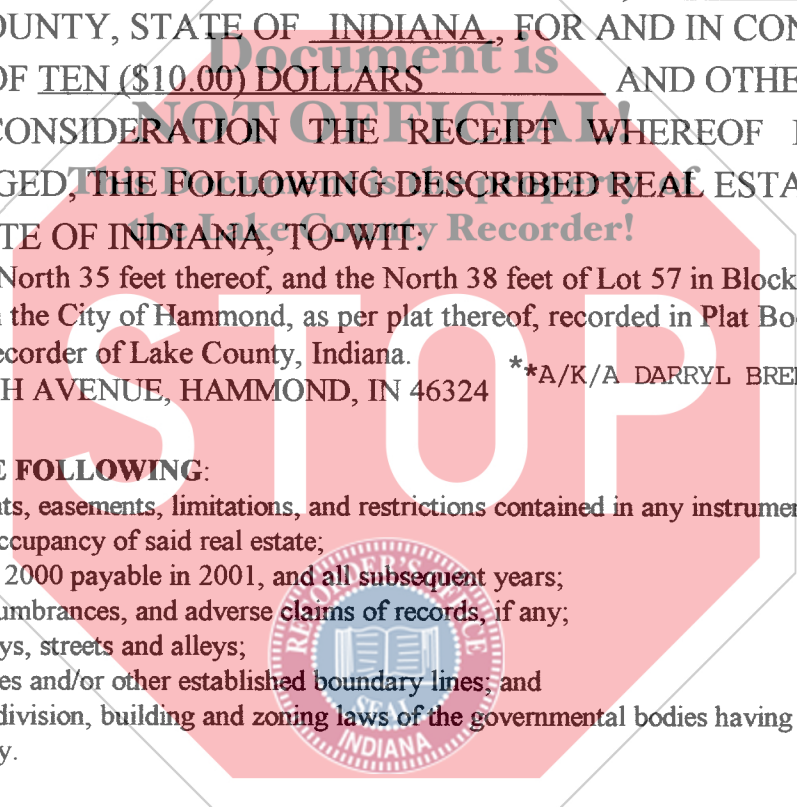 OUNTY, STATE OF INDIANA, FOR AND IN CON
Document is
OF TEN ($10.00) DOLLARS AND OTHE
NOT OFFICIAL!
CONSIDERATION THE RECEIPT WHEREOF
This Document is the property of
GED, THE FOLLOWING DESCRIBED REAL ESTA
the Lake County Recorder!
TE OF INDIANA, TO-WIT:
North 35 feet thereof, and the North 38 feet of Lot 57 in Block
the City of Hammond, as per plat thereof, recorded in Plat Bo
ecorder of Lake County, Indiana.
**A/K/A DARRYL BRE
H AVENUE, HAMMOND, IN 46324
STOP
E FOLLOWING:
nts, easements, limitations, and restrictions contained in any instrumen
ccupancy of said real estate;
2000 payable in 2001, and all subsequent years;
umbrances, and adverse claims of records, if any;
ys, streets and alleys;
es and/or other established boundary lines; and
division, building and zoning laws of the governmental bodies having
y.
RECORDER'S OFFICE
SEAL
INDIANA